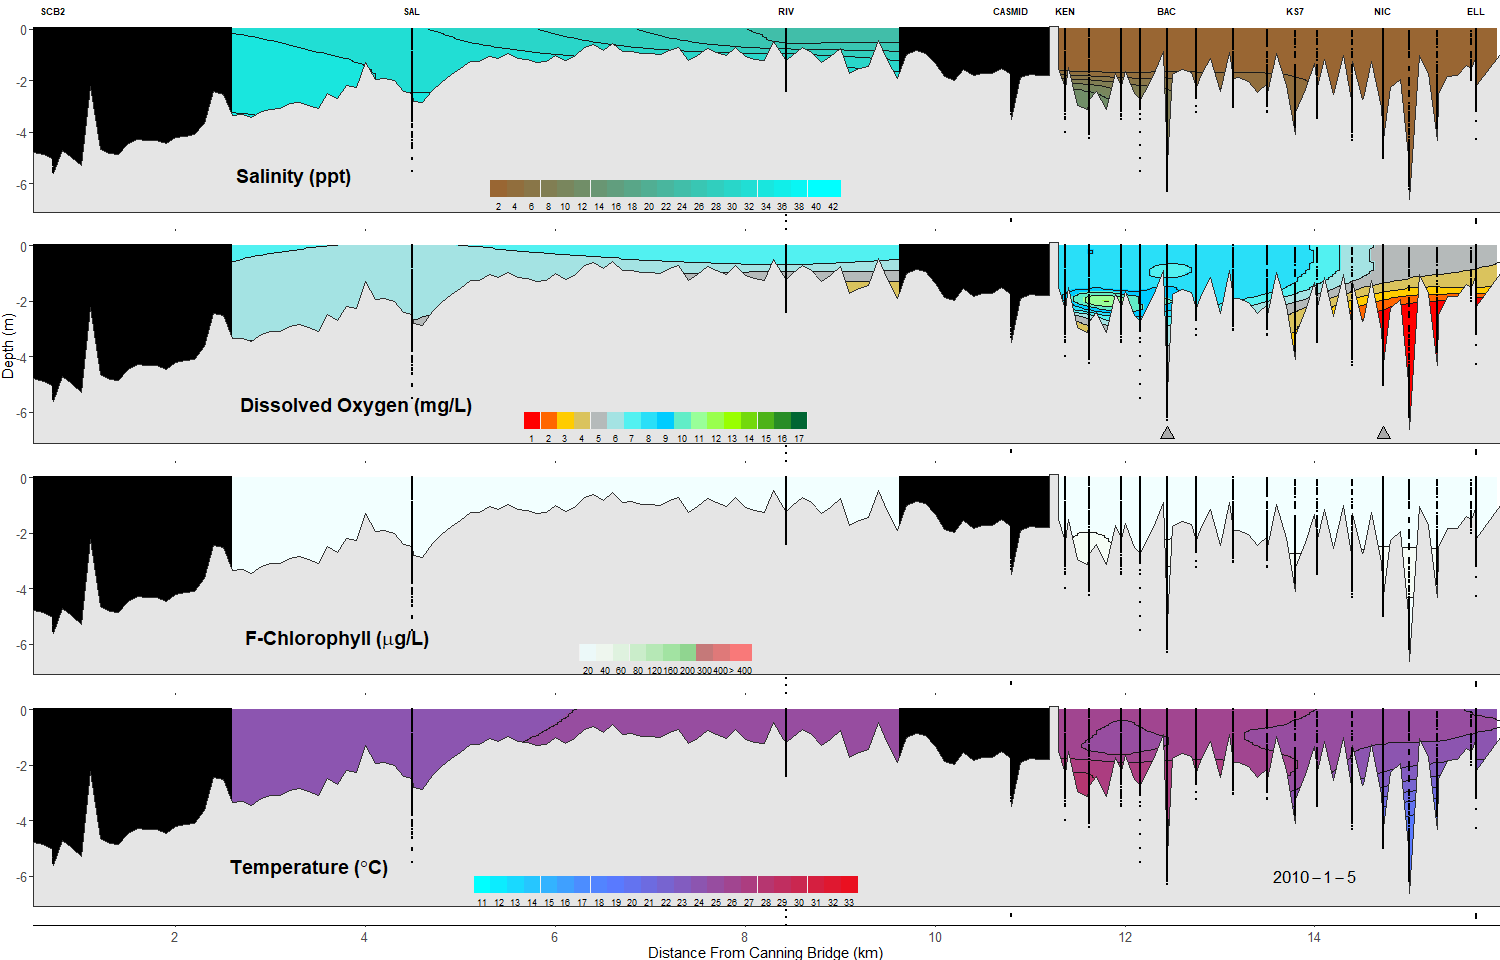 SCB2 SAL RIV CASMID KEN BAC KS7 NIC ELL
0
-2
-4
-6
Salinity (ppt)
2 4 6 8 10 12 14 16 18 20 22 24 26 28 30 32 34 36 38 40 42
0
-2
-4
-6
Depth (m)
Dissolved Oxygen (mg/L)
1 2 3 4 5 6 7 8 9 10 11 12 13 14 15 16 17
0
-2
-4
-6
F-Chlorophyll (µg/L)
20 40 60 80 120 160 200 300 400 > 400
0
-2
-4
-6
Temperature (°C)
2010-1-5
11 12 13 14 15 16 17 18 19 20 21 22 23 24 25 26 27 28 29 30 31 32 33
2 4 6 8 10 12 14
Distance From Canning Bridge (km)